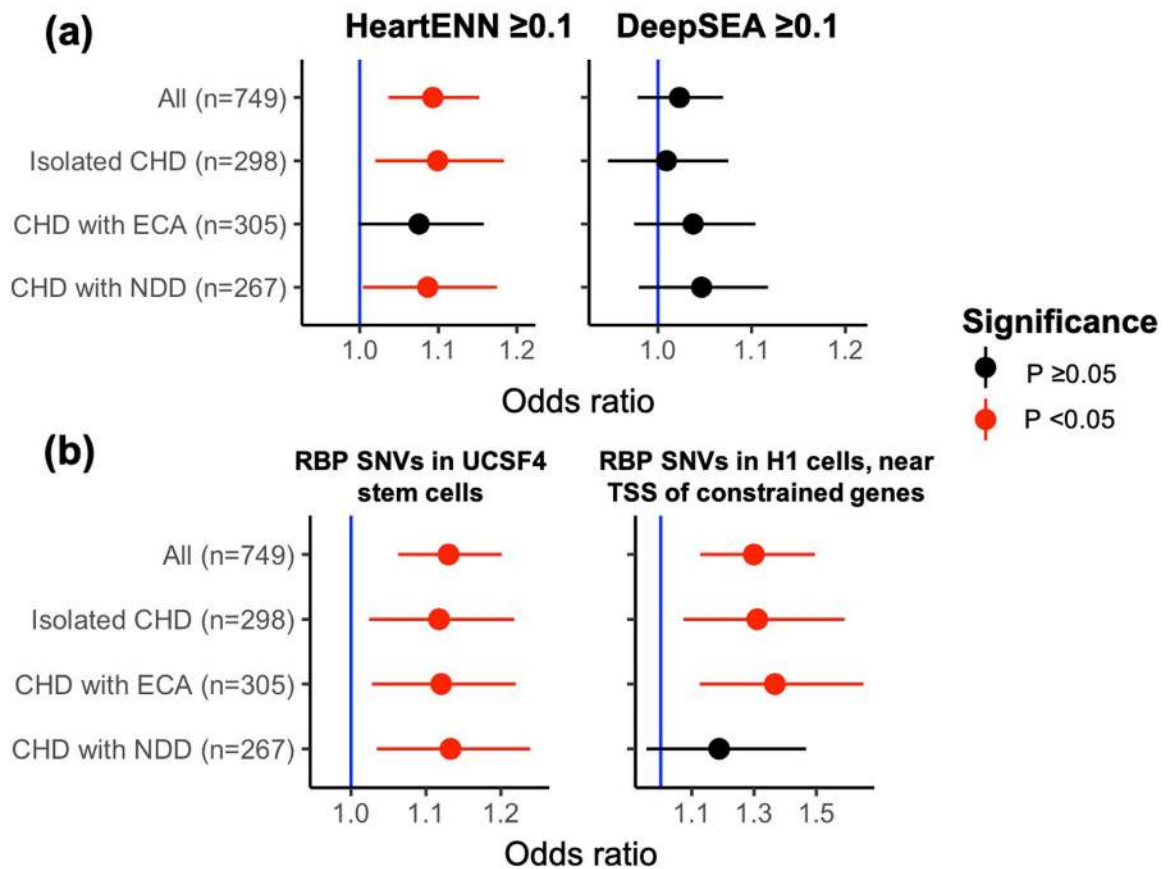 (a)
HeartENN ≥0.1
DeepSEA ≥0.1
All (n=749)
Isolated CHD (n=298)
CHD with ECA (n=305)
CHD with NDD (n=267)
1.0 1.1 1.2
1.0 1.1 1.2
Odds ratio
Significance
P ≥0.05
P <0.05
(b)
RBP SNVs in UCSF4
stem cells
RBP SNVs in H1 cells, near
TSS of constrained genes
All (n=749)
Isolated CHD (n=298)
CHD with ECA (n=305)
CHD with NDD (n=267)
1.0 1.1 1.2
1.1 1.3 1.5
Odds ratio